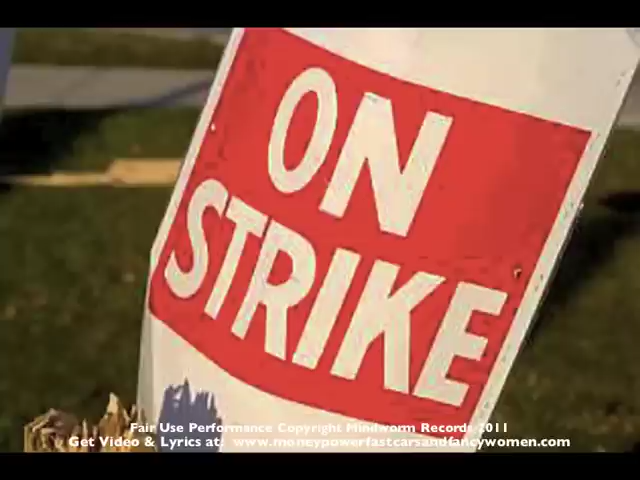 ON
STRIKE
Fair Use Performance Copyright Mindworm Records 2011
Get Video & Lyrics at: www.moneypowerfastcarsandfancywomen.com